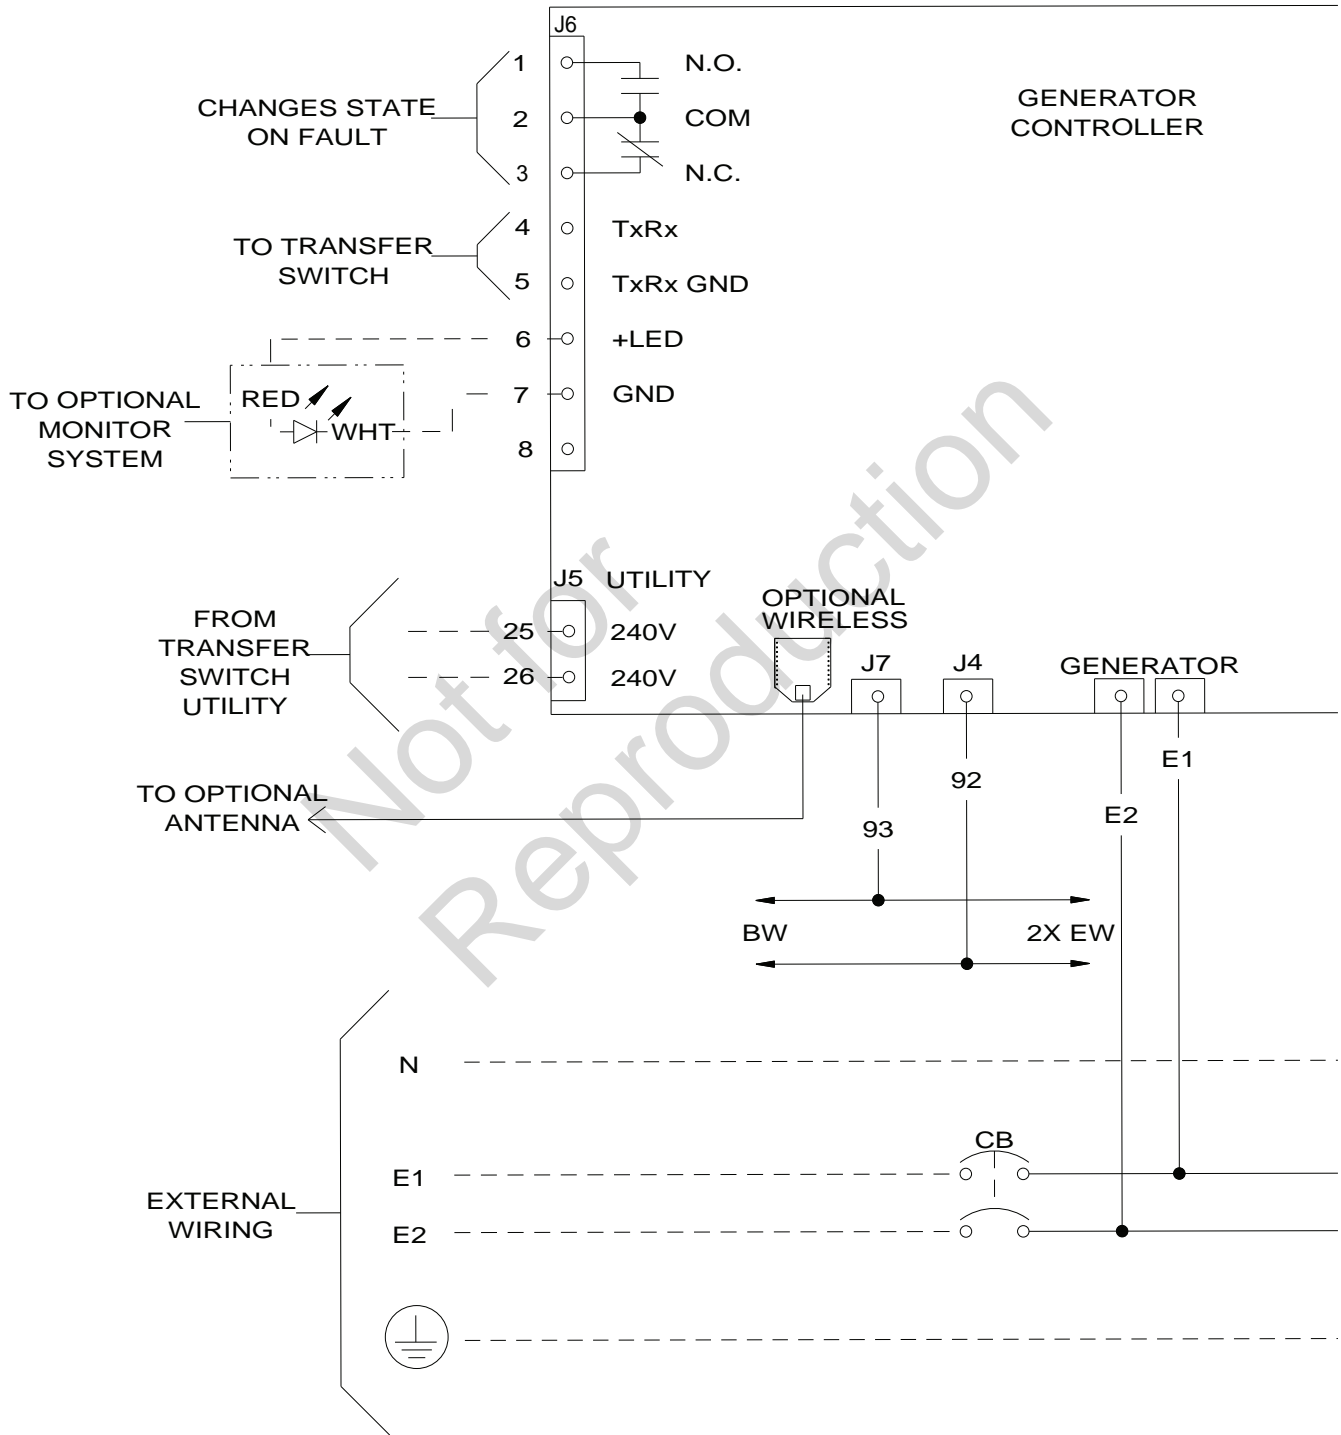 J6
1
N.O.
CHANGES STATE
ON FAULT
2
COM
GENERATOR
CONTROLLER
3
N.C.
4
TxRx
TO TRANSFER
SWITCH
5
TxRx GND
6
+LED
TO OPTIONAL
MONITOR
SYSTEM
RED
WHT
7
GND
8
J5 UTILITY
FROM
TRANSFER
SWITCH
UTILITY
25
240V
26
240V
OPTIONAL
WIRELESS
J7
J4
GENERATOR
E1
92
E2
93
TO OPTIONAL
ANTENNA
BW
2X EW
N
CB
E1
EXTERNAL
WIRING
E2
Not for
Reproduction